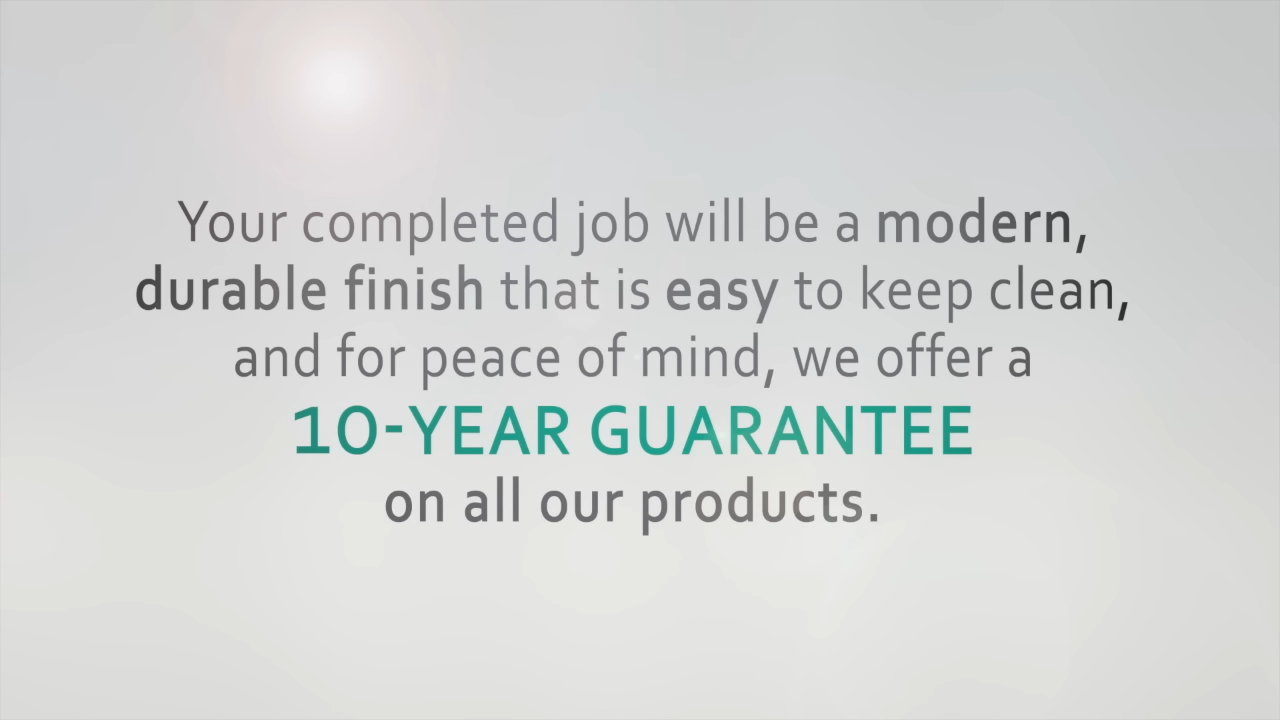 Your completed job will be a modern,
durable finish that is easy to keep clean,
and for peace of mind, we offer a
10-YEAR GUARANTEE
on all our products.